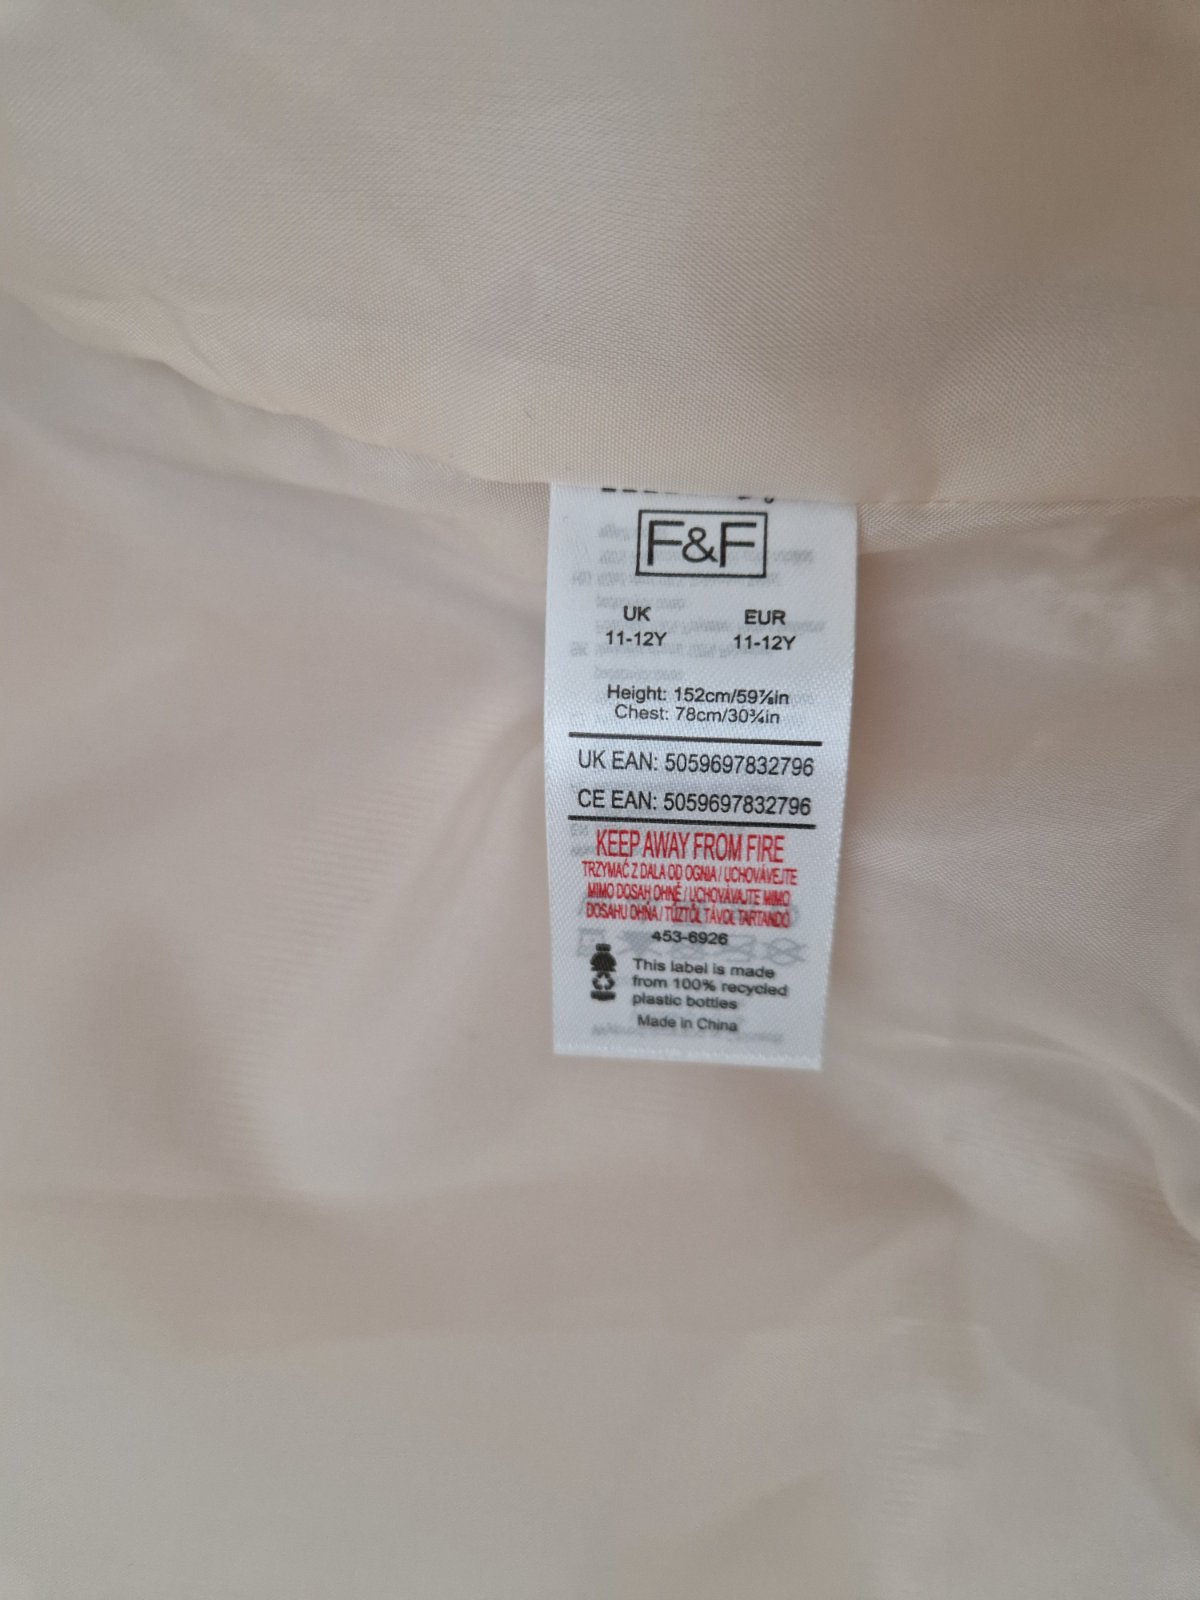 F&F
UK EUR
11-12Y 11-12Y
Height: 152cm/59⅞in
Chest: 78cm/30¾in
UK EAN: 5059697832796
CE EAN: 5059697832796
KEEP AWAY FROM FIRE
TRZYMAĆ Z DALA OD OGNIA / UCHOVÁVEJTE
MIMO DOSAH OHNĚ / UCHOVÁVAJTE MIMO
DOSAHU OHŇA / TŰZTŐL TÁVOL TARTANDÓ
453-6926
This label is made
from 100% recycled
plastic bottles
Made in China